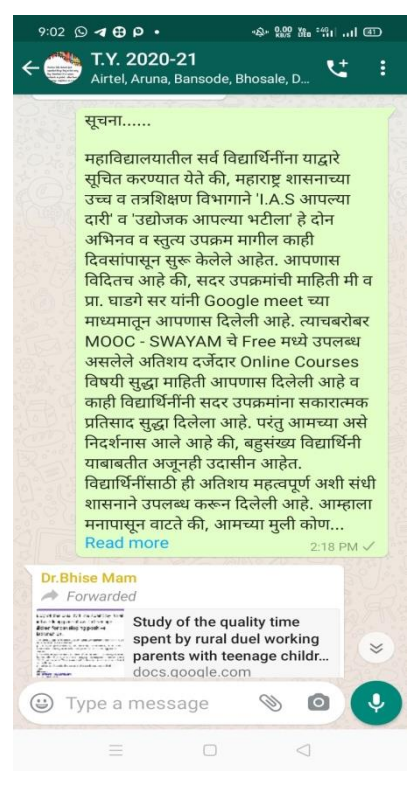 9:02
0.00 KB/S
T.Y. 2020-21
Airtel, Aruna, Bansode, Bhosale, D...
सूचना......
महाविद्यालयातील सर्व विद्यार्थिनींना याद्वारे
सूचित करण्यात येते की, महाराष्ट्र शासनाच्या
उच्च व तत्रशिक्षण विभागाने 'I.A.S आपल्या
दारी' व 'उद्योजक आपल्या भटीला' हे दोन
अभिनव व स्तुत्य उपक्रम मागील काही
दिवसांपासून सुरू केलेले आहेत. आपणास
विदितच आहे की, सदर उपक्रमांची माहिती मी व
प्रा. घाडगे सर यांनी Google meet च्या
माध्यमातून आपणास दिलेली आहे. त्याचबरोबर
MOOC - SWAYAM चे Free मध्ये उपलब्ध
असलेले अतिशय दर्जेदार Online Courses
विषयी सुद्धा माहिती आपणास दिलेली आहे व
काही विद्यार्थिनींनी सदर उपक्रमांना सकारात्मक
प्रतिसाद सुद्धा दिलेला आहे. परंतु आमच्या असे
निदर्शनास आले आहे की, बहुसंख्य विद्यार्थिनी
याबाबतीत अजूनही उदासीन आहेत.
विद्यार्थिनींसाठी ही अतिशय महत्वपूर्ण अशी संधी
शासनाने उपलब्ध करून दिलेली आहे. आम्हाला
मनापासून वाटते की, आमच्या मुली कोण...
Read more
2:18 PM
Dr.Bhise Mam
Forwarded
Study of the quality time
spent by rural duel working
parents with teenage childr...
docs.google.com
Type a message